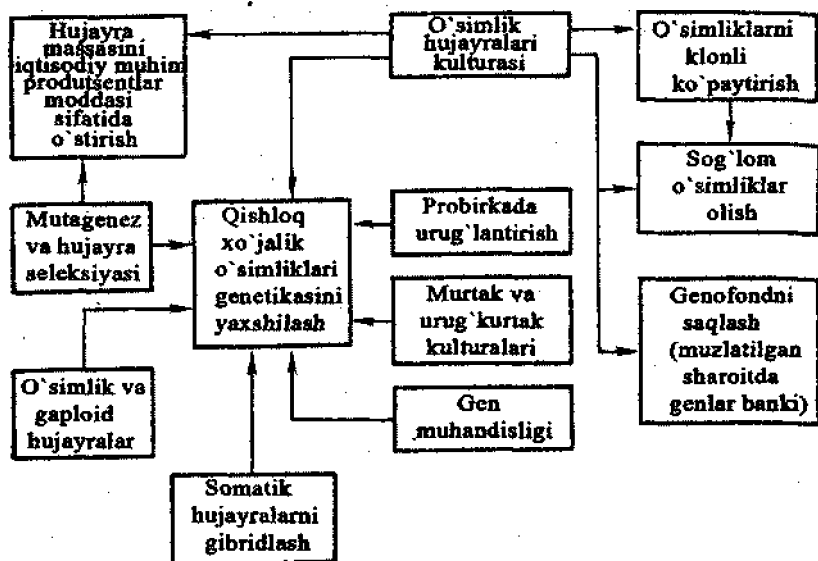 Hujayra
massasini
iqtisodiy muhim
produtsentlar
moddasi
sifatida
o`stirish
O`simlik
hujayralari
kulturasi
O`simliklarni
klonli
ko`paytirish
Sog`lom
o`simliklar
olish
Mutagenez
va hujayra
seleksiyasi
Qishloq
xo`jalik
o`simliklari
genetikasini
yaxshilash
Probirkada
urug`lantirish
Murtak va
urug`kurtak
kulturalari
Genofondni
saqlash
(muzlatilgan
sharoitda
genlar banki)
O`simlik va
gaploid
hujayralar
Gen
muhandisligi
Somatik
hujayralarni
gibridlash